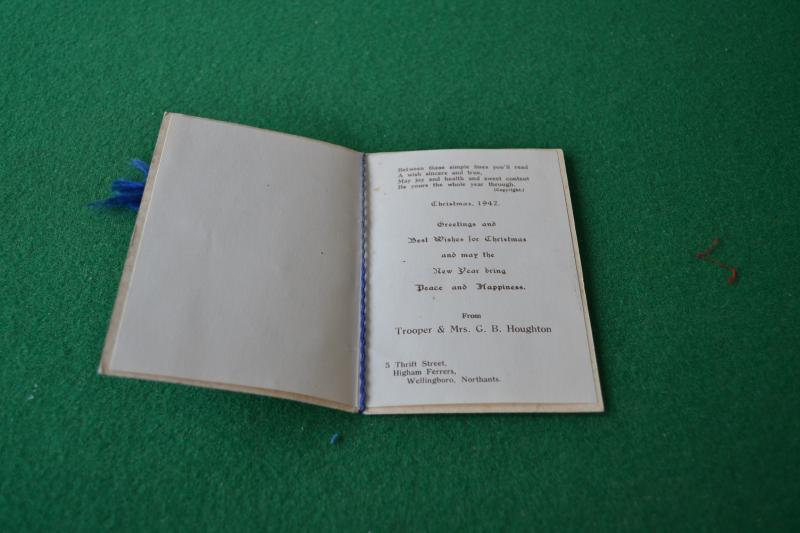 Between these simple lines you'll read
A wish sincere and true,
May joy and health and sweet content
Be yours the whole year through.
(Copyright.)
Christmas, 1942.
Greetings and
Best Wishes for Christmas
and may the
New Year bring
Peace and Happiness.
From
Trooper & Mrs. G. B. Houghton
5 Thrift Street,
Higham Ferrers,
Wellingboro, Northants.